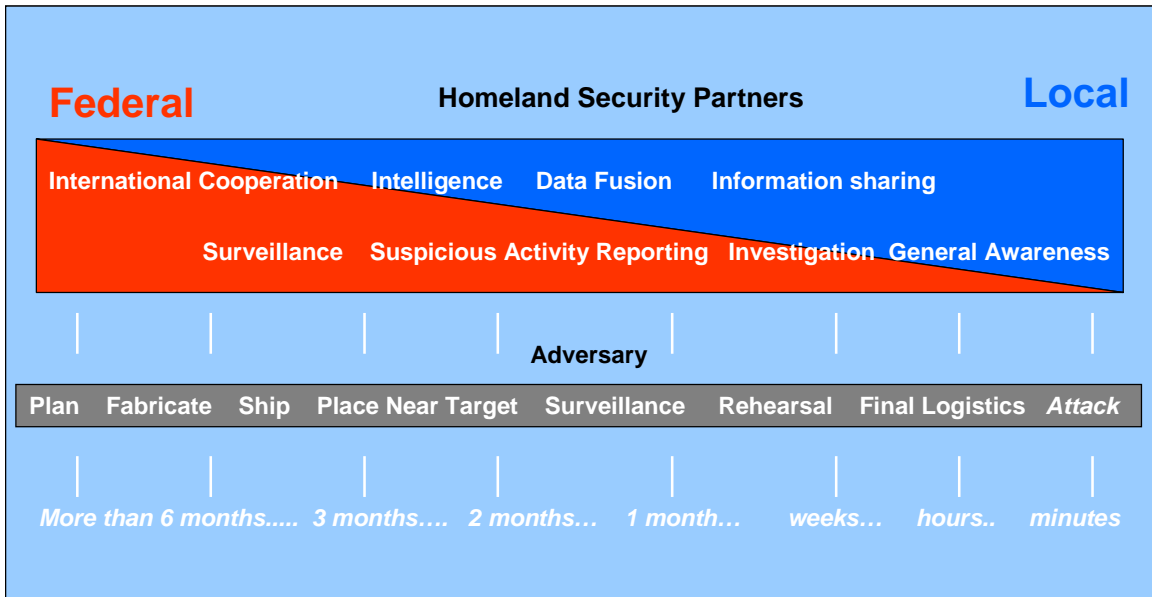 Federal Homeland Security Partners Local
International Cooperation Intelligence Data Fusion Information sharing
Surveillance Suspicious Activity Reporting Investigation General Awareness
Adversary
Plan Fabricate Ship Place Near Target Surveillance Rehearsal Final Logistics Attack
More than 6 months..... 3 months…. 2 months… 1 month… weeks… hours.. minutes